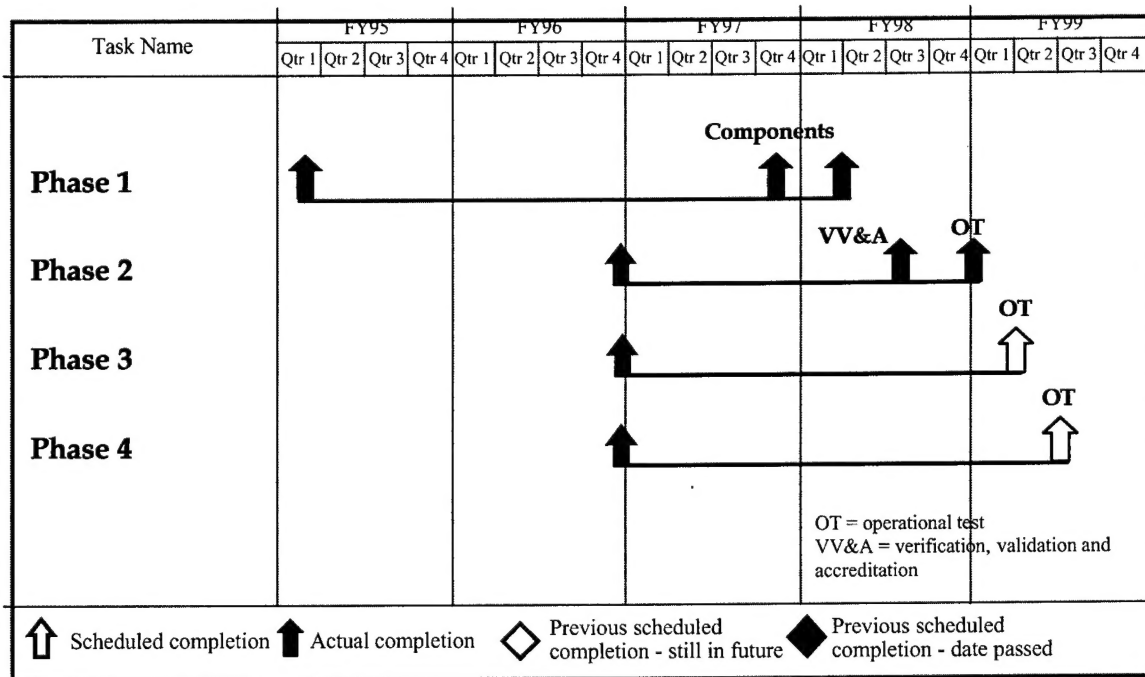 Task Name
FY95 FY96 FY97 FY98 FY99
Qtr 1 Qtr 2 Qtr 3 Qtr 4 Qtr 1 Qtr 2 Qtr 3 Qtr 4 Qtr 1 Qtr 2 Qtr 3 Qtr 4 Qtr 1 Qtr 2 Qtr 3 Qtr 4 Qtr 1 Qtr 2 Qtr 3 Qtr 4
Components
Phase 1
VV&A OT
Phase 2
OT
Phase 3
OT
Phase 4
OT = operational test
VV&A = verification, validation and
accreditation
Scheduled completion
Actual completion
Previous scheduled
completion - still in future
Previous scheduled
completion - date passed